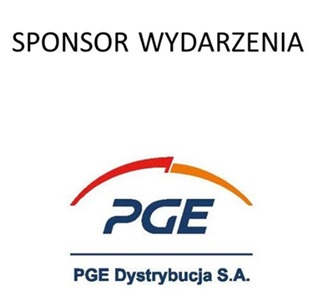 SPONSOR WYDARZENIA
PGE
PGE Dystrybucja S.A.